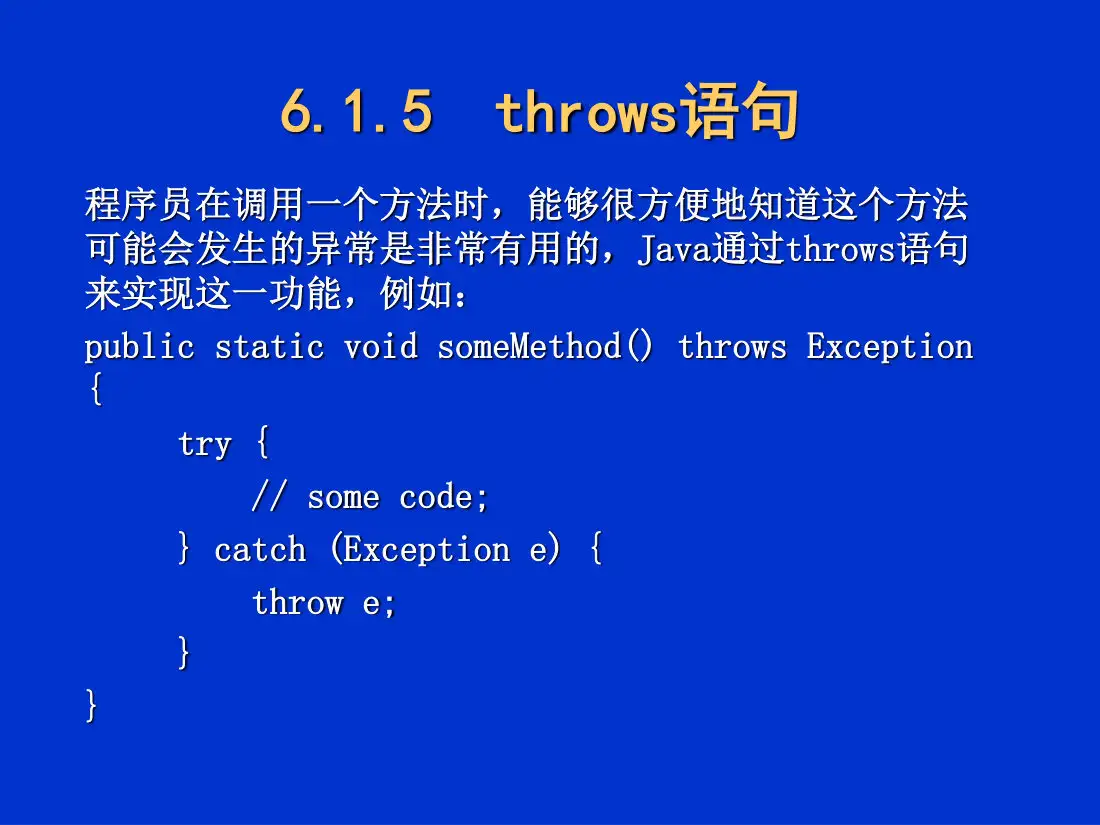 6.1.5 throws语句
程序员在调用一个方法时，能够很方便地知道这个方法
可能会发生的异常是非常有用的，Java通过throws语句
来实现这一功能，例如：
public static void someMethod() throws Exception
{
try {
// some code;
} catch (Exception e) {
throw e;
}
}